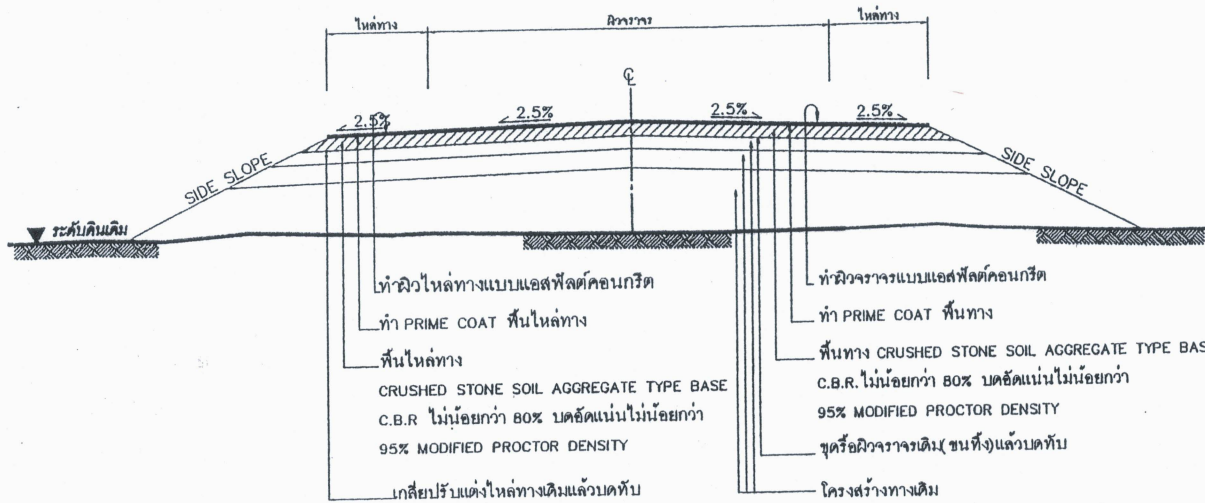 ไหล่ทาง ผิวจราจร ไหล่ทาง
℄
2.5% 2.5% 2.5% 2.5%
SIDE SLOPE SIDE SLOPE
ระดับดินเดิม
ทำผิวไหล่ทางแบบแอสฟัลต์คอนกรีต
ทำ PRIME COAT พื้นไหล่ทาง
พื้นไหล่ทาง
CRUSHED STONE SOIL AGGREGATE TYPE BASE
C.B.R ไม่น้อยกว่า 80% บดอัดแน่นไม่น้อยกว่า
95% MODIFIED PROCTOR DENSITY
เกลี่ยปรับแต่งไหล่ทางเดิมแล้วบดทับ
ทำผิวจราจรแบบแอสฟัลต์คอนกรีต
ทำ PRIME COAT พื้นทาง
พื้นทาง CRUSHED STONE SOIL AGGREGATE TYPE BAS
C.B.R. ไม่น้อยกว่า 80% บดอัดแน่นไม่น้อยกว่า
95% MODIFIED PROCTOR DENSITY
ขุดรื้อผิวจราจรเดิม(ขนทิ้ง)แล้วบดทับ
โครงสร้างทางเดิม